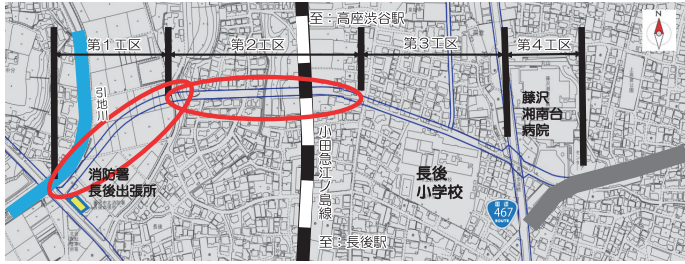 至：高座渋谷駅
N
第１工区
第２工区
第３工区
第４工区
引地川
藤沢
湘南台
病院
小田急江ノ島線
消防署
長後出張所
長後
小学校
国道
467
ROUTE
至：長後駅